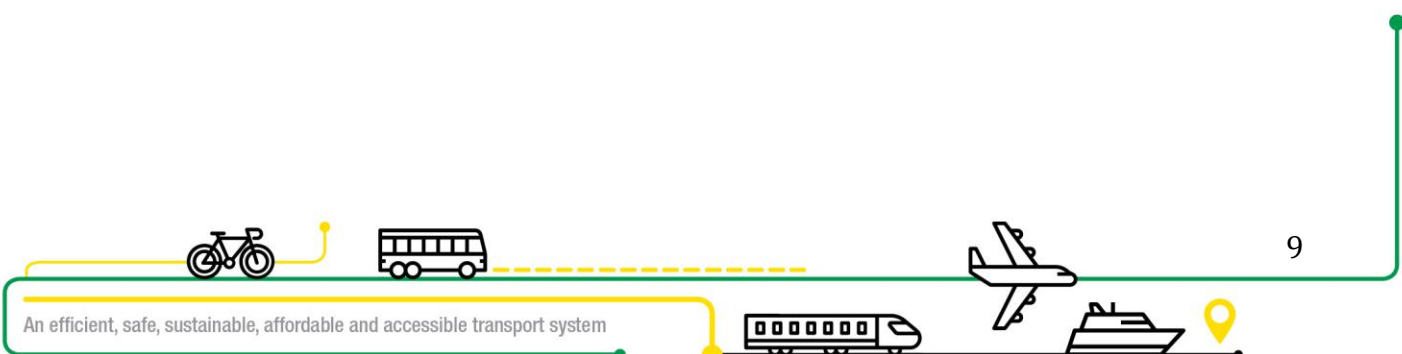 9
An efficient, safe, sustainable, affordable and accessible transport system